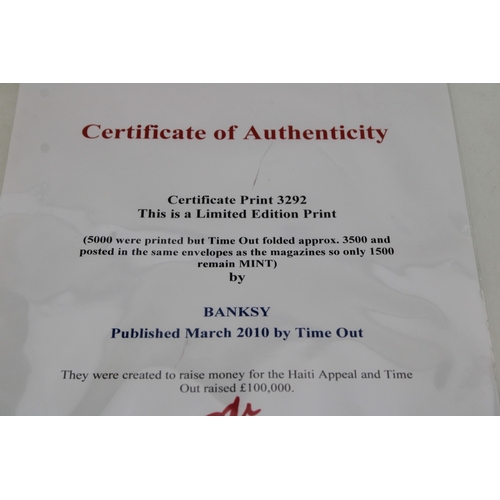 Certificate of Authenticity
Certificate Print 3292
This is a Limited Edition Print
(5000 were printed but Time Out folded approx. 3500 and
posted in the same envelopes as the magazines so only 1500
remain MINT)
by
BANKSY
Published March 2010 by Time Out
They were created to raise money for the Haiti Appeal and Time
Out raised £100,000.